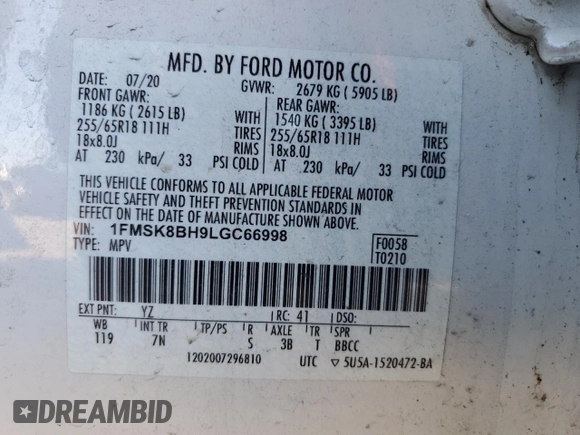 MFD. BY FORD MOTOR CO.
DATE: 07/20 GVWR: 2679 KG ( 5905 LB)
FRONT GAWR: REAR GAWR:
1186 KG ( 2615 LB) WITH 1540 KG ( 3395 LB) WITH
255/65R18 111H TIRES 255/65R18 111H TIRES
18x8.0J RIMS 18x8.0J RIMS
AT 230 kPa/ 33 PSI COLD AT 230 kPa/ 33 PSI COLD
THIS VEHICLE CONFORMS TO ALL APPLICABLE FEDERAL MOTOR
VEHICLE SAFETY AND THEFT PREVENTION STANDARDS IN
EFFECT ON THE DATE OF MANUFACTURE SHOWN ABOVE.
VIN: 1FMSK8BH9LGC66998 F0058
TYPE: MPV T0210
EXT PNT: YZ RC: 41 DSO:
WB INT TR TP/PS R AXLE TR SPR
119 7N S 3B T BBCC
1202007296810 UTC ▽ 5U5A-1520472-BA
DREAMBID